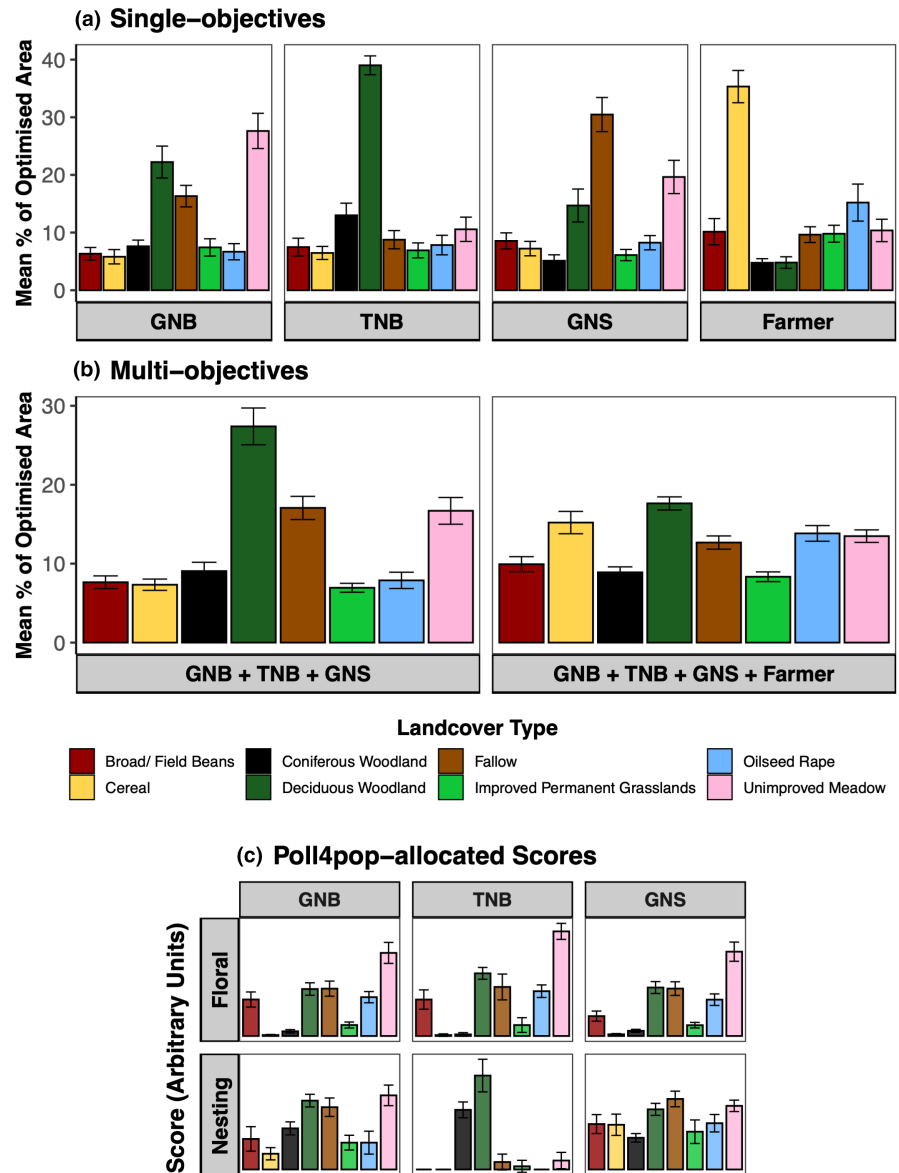 (a) Single−objectives
Mean % of Optimised Area
40
30
20
10
0
GNB
TNB
GNS
Farmer
(b) Multi−objectives
Mean % of Optimised Area
30
20
10
0
GNB + TNB + GNS
GNB + TNB + GNS + Farmer
Landcover Type
Broad/ Field Beans
Coniferous Woodland
Fallow
Oilseed Rape
Cereal
Deciduous Woodland
Improved Permanent Grasslands
Unimproved Meadow
(c) Poll4pop−allocated Scores
GNB
TNB
GNS
Score (Arbitrary Units)
Floral
Nesting